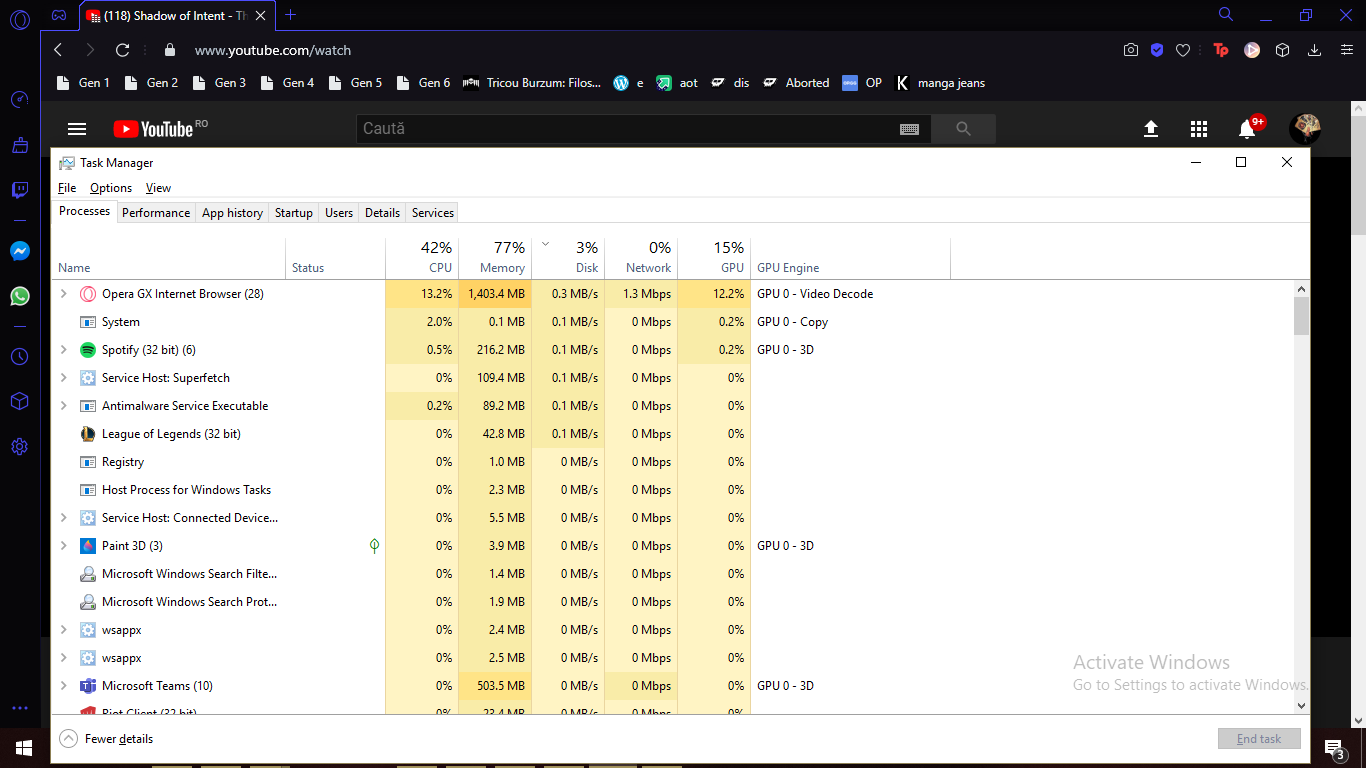 (118) Shadow of Intent - Th
www.youtube.com/watch
Tp
Gen 1 Gen 2 Gen 3 Gen 4 Gen 5 Gen 6 Tricou Burzum: Filos... e aot dis Aborted OP K manga jeans
YouTube RO Caută 9+
Task Manager
File Options View
Processes Performance App history Startup Users Details Services
42% 77% 3% 0% 15%
Name Status CPU Memory Disk Network GPU GPU Engine
Opera GX Internet Browser (28) 13.2% 1,403.4 MB 0.3 MB/s 1.3 Mbps 12.2% GPU 0 - Video Decode
System 2.0% 0.1 MB 0.1 MB/s 0 Mbps 0.2% GPU 0 - Copy
Spotify (32 bit) (6) 0.5% 216.2 MB 0.1 MB/s 0 Mbps 0.2% GPU 0 - 3D
Service Host: Superfetch 0% 109.4 MB 0.1 MB/s 0 Mbps 0%
Antimalware Service Executable 0.2% 89.2 MB 0.1 MB/s 0 Mbps 0%
League of Legends (32 bit) 0% 42.8 MB 0.1 MB/s 0 Mbps 0%
Registry 0% 1.0 MB 0 MB/s 0 Mbps 0%
Host Process for Windows Tasks 0% 2.3 MB 0 MB/s 0 Mbps 0%
Service Host: Connected Device... 0% 5.5 MB 0 MB/s 0 Mbps 0%
Paint 3D (3) 0% 3.9 MB 0 MB/s 0 Mbps 0% GPU 0 - 3D
Microsoft Windows Search Filte... 0% 1.4 MB 0 MB/s 0 Mbps 0%
Microsoft Windows Search Prot... 0% 1.9 MB 0 MB/s 0 Mbps 0%
wsappx 0% 2.4 MB 0 MB/s 0 Mbps 0%
wsappx 0% 2.5 MB 0 MB/s 0 Mbps 0%
Microsoft Teams (10) 0% 503.5 MB 0 MB/s 0 Mbps 0% GPU 0 - 3D
Riot Client (32 bit) 0% 23.4 MB 0 MB/s 0 Mbps 0%
Activate Windows
Go to Settings to activate Windows.
Fewer details End task
3